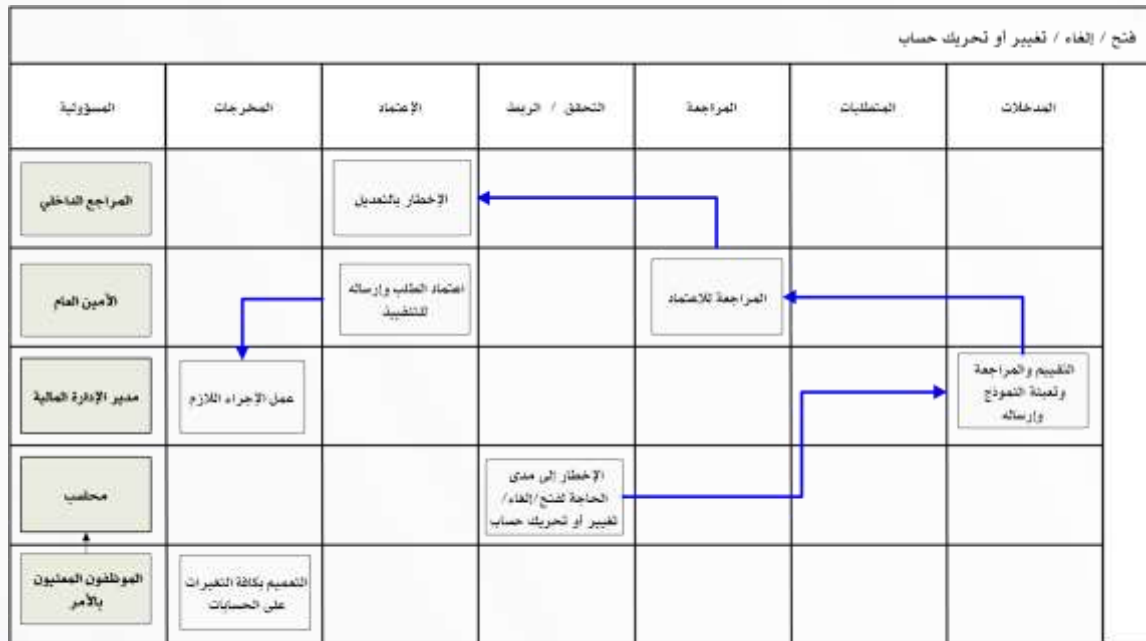 فتح / إلغاء / تغيير أو تحريك حساب
المدخلات
المتطلبات
المراجعة
التحقق / الربط
الإعتماد
المخرجات
المسؤولية
الإخطار بالتعديل
المراجع الداخلي
المراجعة للاعتماد
اعتماد الطلب وإرساله
للتنفيذ
الأمين العام
التقييم والمراجعة
وتعبئة النموذج
وإرساله
عمل الإجراء اللازم
مدير الإدارة المالية
الإخطار إلى مدى
الحاجة لفتح/إلغاء/
تغيير أو تحريك حساب
محاسب
التعميم بكافة التغيرات
على الحسابات
الموظفون المعنيون
بالأمر